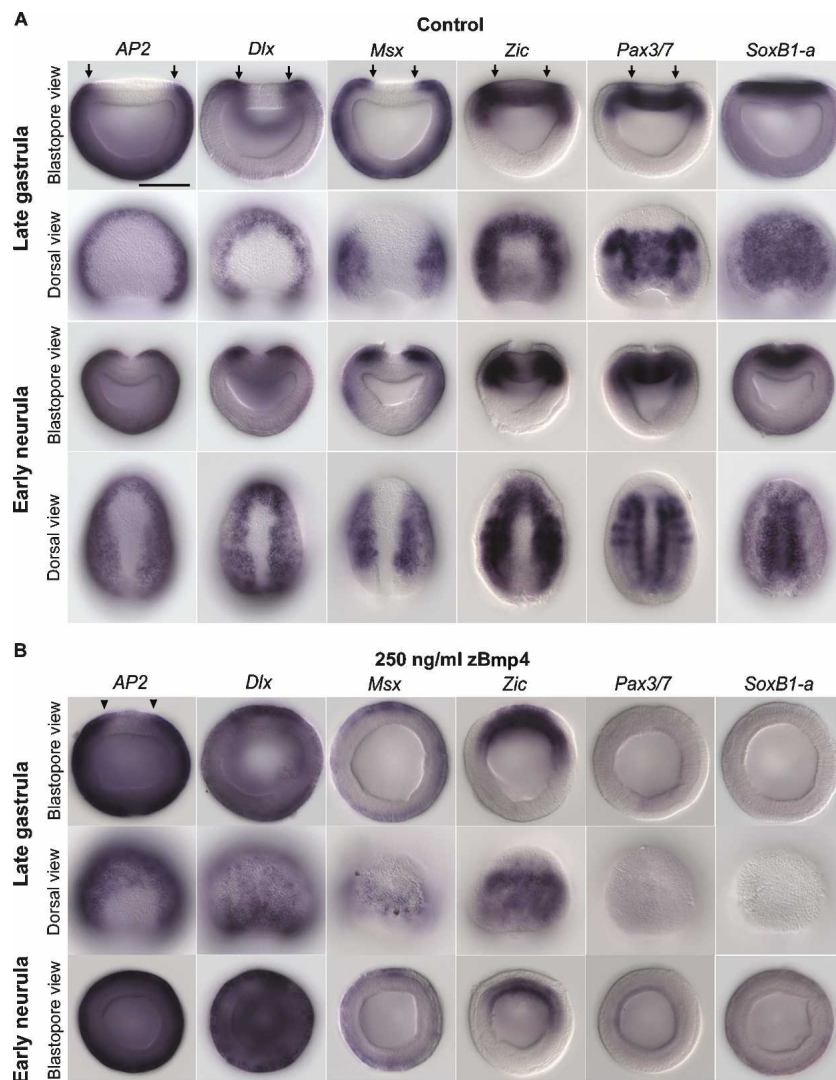 A
Control
AP2 Dlx Msx Zic Pax3/7 SoxB1-a
Late gastrula
Blastopore view
Dorsal view
Early neurula
Blastopore view
Dorsal view
B
250 ng/ml zBmp4
AP2 Dlx Msx Zic Pax3/7 SoxB1-a
Late gastrula
Blastopore view
Dorsal view
Early neurula
Blastopore view